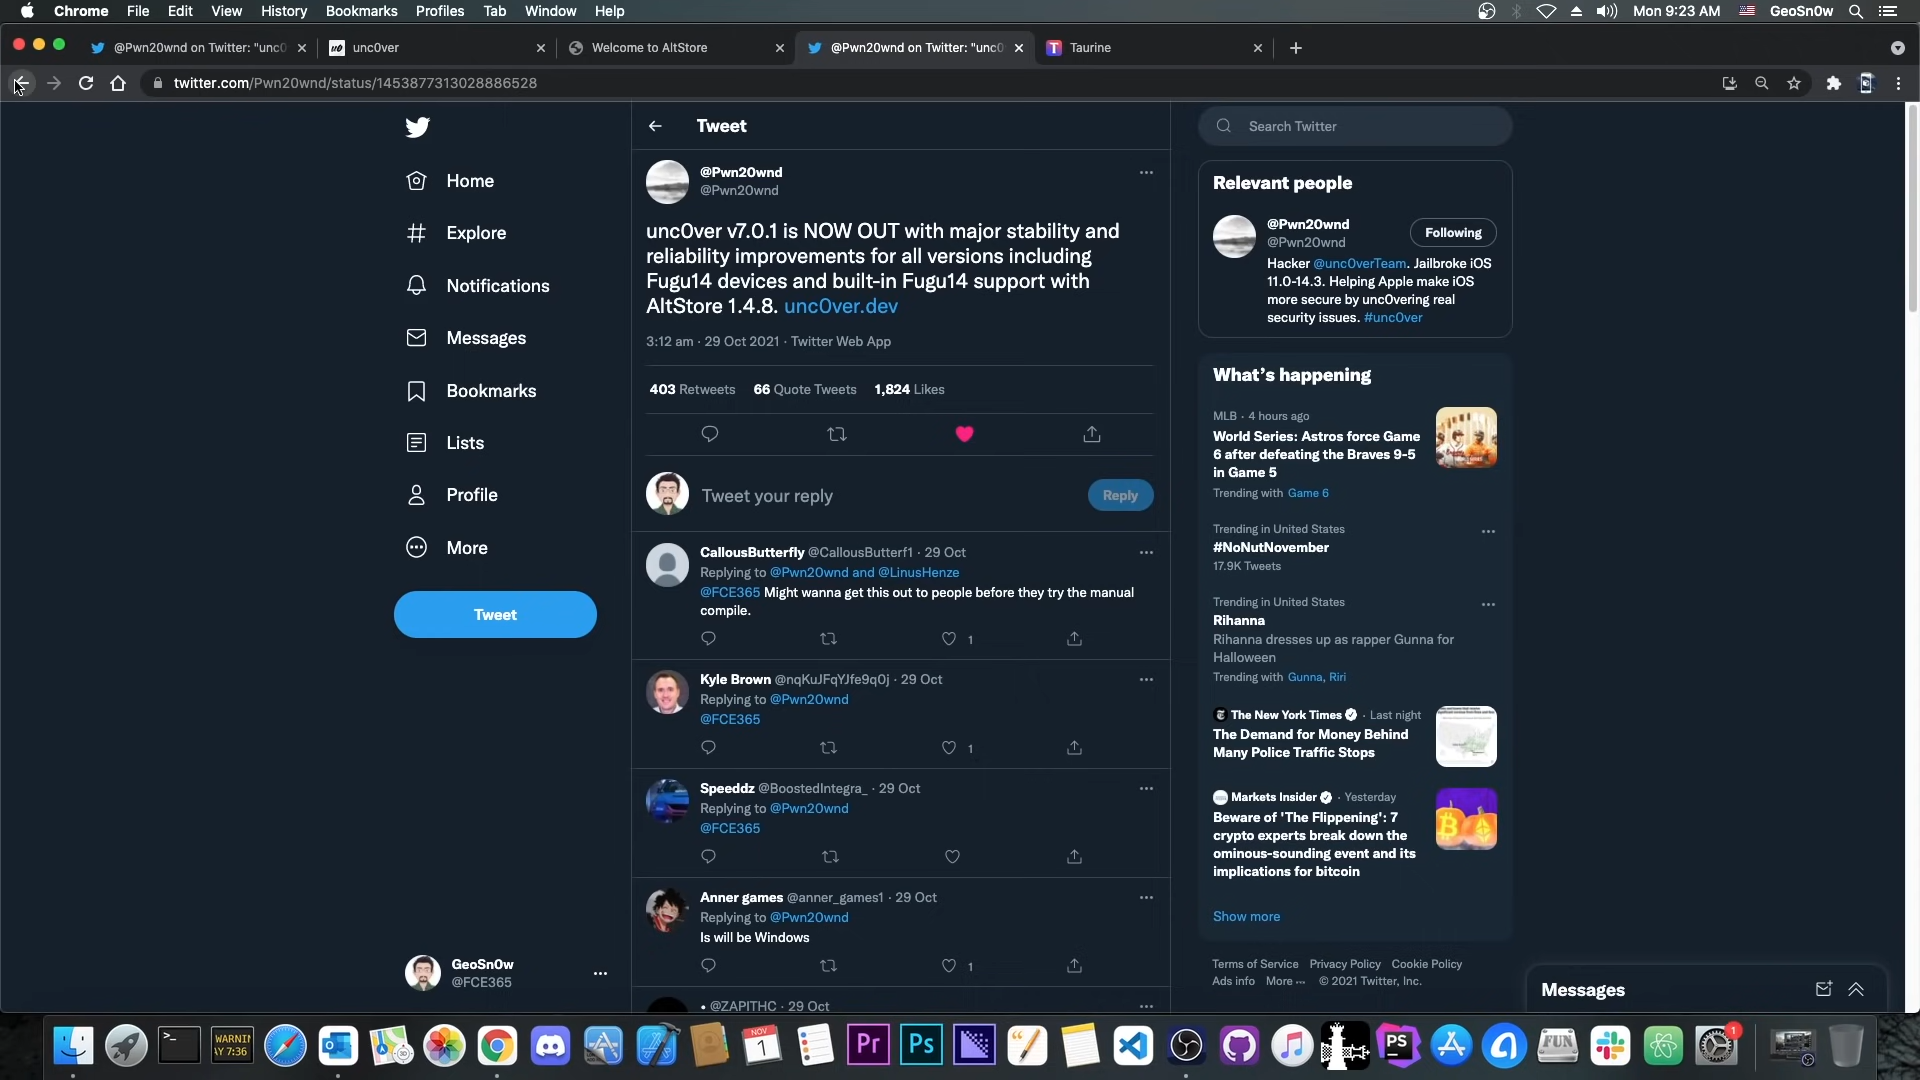 Chrome File Edit View History Bookmarks Profiles Tab Window Help Mon 9:23 AM GeoSn0w
@Pwn20wnd on Twitter: "unc0 unc0ver Welcome to AltStore @Pwn20wnd on Twitter: "unc0 Taurine
twitter.com/Pwn20wnd/status/1453877313028886528
Home
Explore
Notifications
Messages
Bookmarks
Lists
Profile
More
Tweet
GeoSn0w
@FCE365
Tweet
@Pwn20wnd
@Pwn20wnd
unc0ver v7.0.1 is NOW OUT with major stability and
reliability improvements for all versions including
Fugu14 devices and built-in Fugu14 support with
AltStore 1.4.8. unc0ver.dev
3:12 am · 29 Oct 2021 · Twitter Web App
403 Retweets 66 Quote Tweets 1,824 Likes
Tweet your reply
Reply
CallousButterfly @CallousButterf1 · 29 Oct
Replying to @Pwn20wnd and @LinusHenze
@FCE365 Might wanna get this out to people before they try the manual
compile.
1
Kyle Brown @nqKuJFqYJfe9q0j · 29 Oct
Replying to @Pwn20wnd
@FCE365
1
Speeddz @BoostedIntegra_ · 29 Oct
Replying to @Pwn20wnd
@FCE365
Anner games @anner_games1 · 29 Oct
Replying to @Pwn20wnd
Is will be Windows
1
• @ZAPITHC · 29 Oct
Search Twitter
Relevant people
@Pwn20wnd
@Pwn20wnd
Following
Hacker @unc0verTeam. Jailbroke iOS
11.0-14.3. Helping Apple make iOS
more secure by unc0vering real
security issues. #unc0ver
What's happening
MLB · 4 hours ago
World Series: Astros force Game
6 after defeating the Braves 9-5
in Game 5
Trending with Game 6
Trending in United States
#NoNutNovember
17.9K Tweets
Trending in United States
Rihanna
Rihanna dresses up as rapper Gunna for
Halloween
Trending with Gunna, Riri
The New York Times · Last night
The Demand for Money Behind
Many Police Traffic Stops
Markets Insider · Yesterday
Beware of 'The Flippening': 7
crypto experts break down the
ominous-sounding event and its
implications for bitcoin
Show more
Terms of Service Privacy Policy Cookie Policy
Ads info More ··· © 2021 Twitter, Inc.
Messages
WARNIN
AY 7:36
NOV
1
Pr
Ps
PS
FUN
1